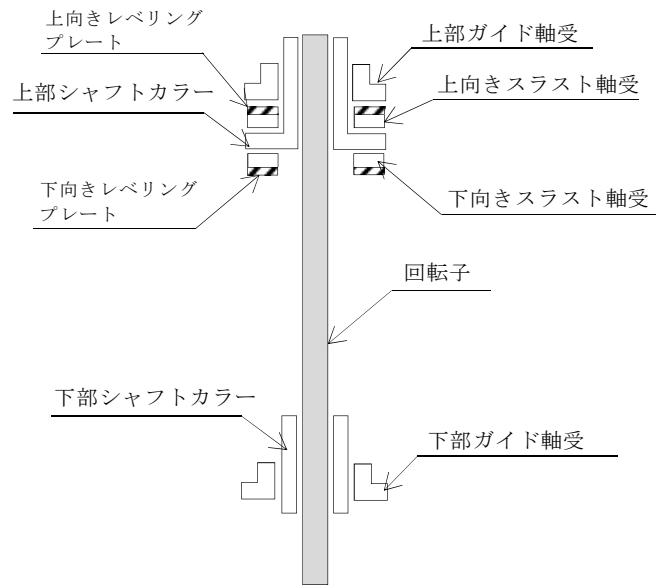 上向きレベリング
プレート
上部ガイド軸受
上部シャフトカラー
上向きスラスト軸受
下向きレベリング
プレート
下向きスラスト軸受
回転子
下部シャフトカラー
下部ガイド軸受